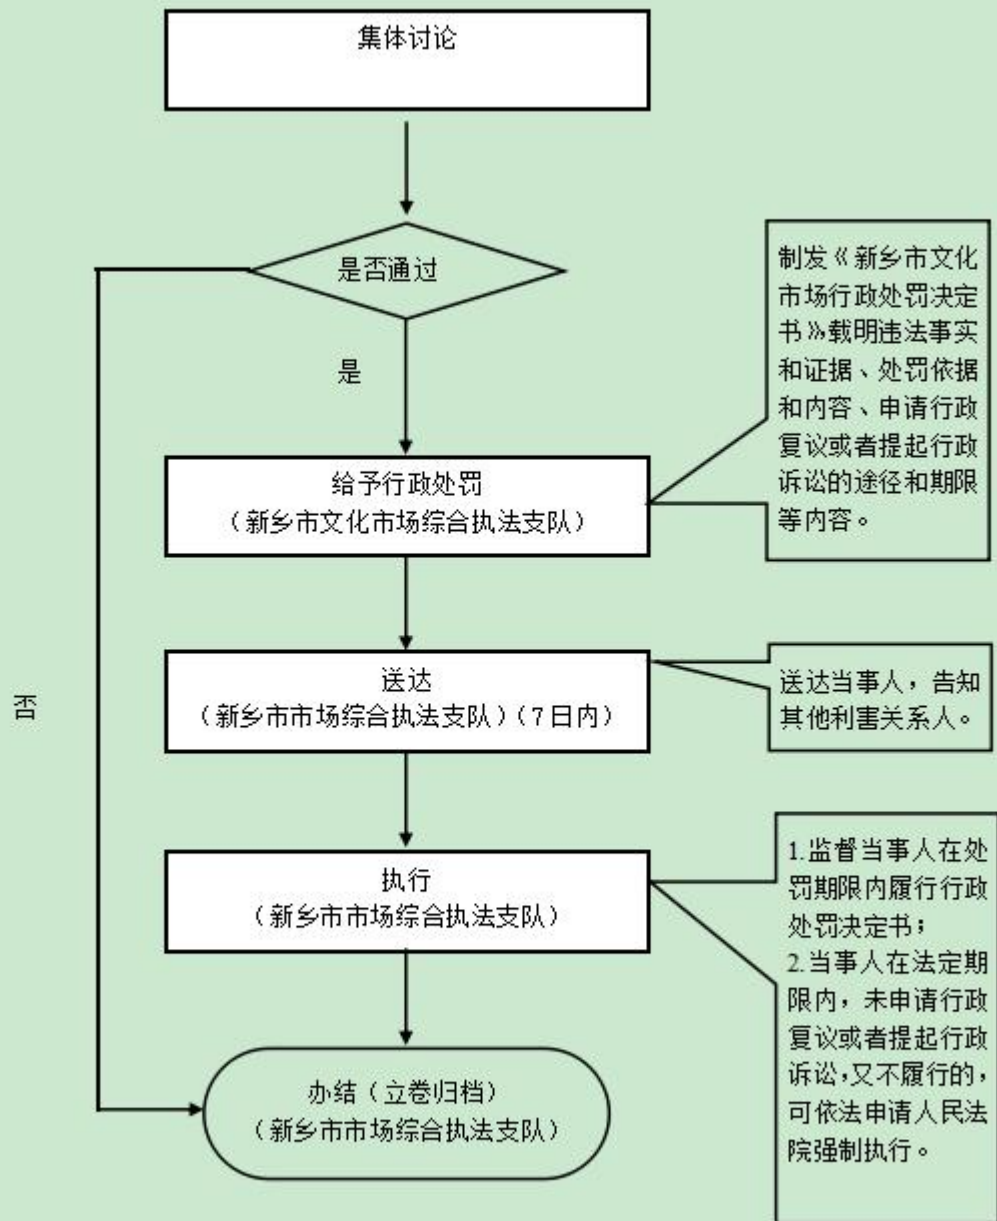 集体讨论
是否通过
制发《新乡市文化
市场行政处罚决定
书》，载明违法事实
和证据、处罚依据
和内容、申请行政
复议或者提起行政
诉讼的途径和期限
等内容。
是
给予行政处罚
（新乡市文化市场综合执法支队）
送达
（新乡市市场综合执法支队）（7日内）
送达当事人，告知
其他利害关系人。
否
执行
（新乡市市场综合执法支队）
1.监督当事人在处
罚期限内履行行政
处罚决定书；
2.当事人在法定期
限内，未申请行政
复议或者提起行政
诉讼，又不履行的，
可依法申请人民法
院强制执行。
办结（立卷归档）
（新乡市市场综合执法支队）